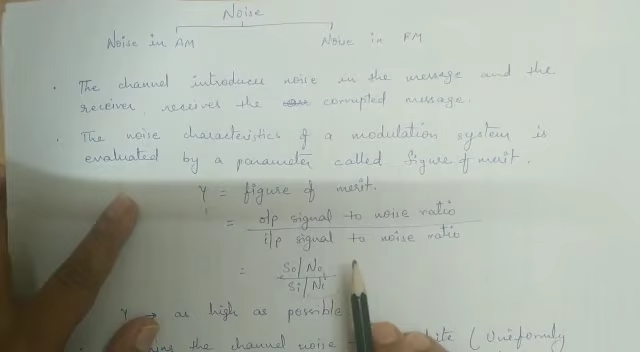 Noise
Noise in AM Noise in FM
• The channel introduces noise in the message and the
receiver receives the corrupted message.
• The noise characteristics of a modulation system is
evaluated by a parameter called figure of merit.
γ = figure of merit.
= o/p signal to noise ratio
i/p signal to noise ratio
= So/No
Si/Ni
γ → as high as possible
the channel noise white (Uniformly